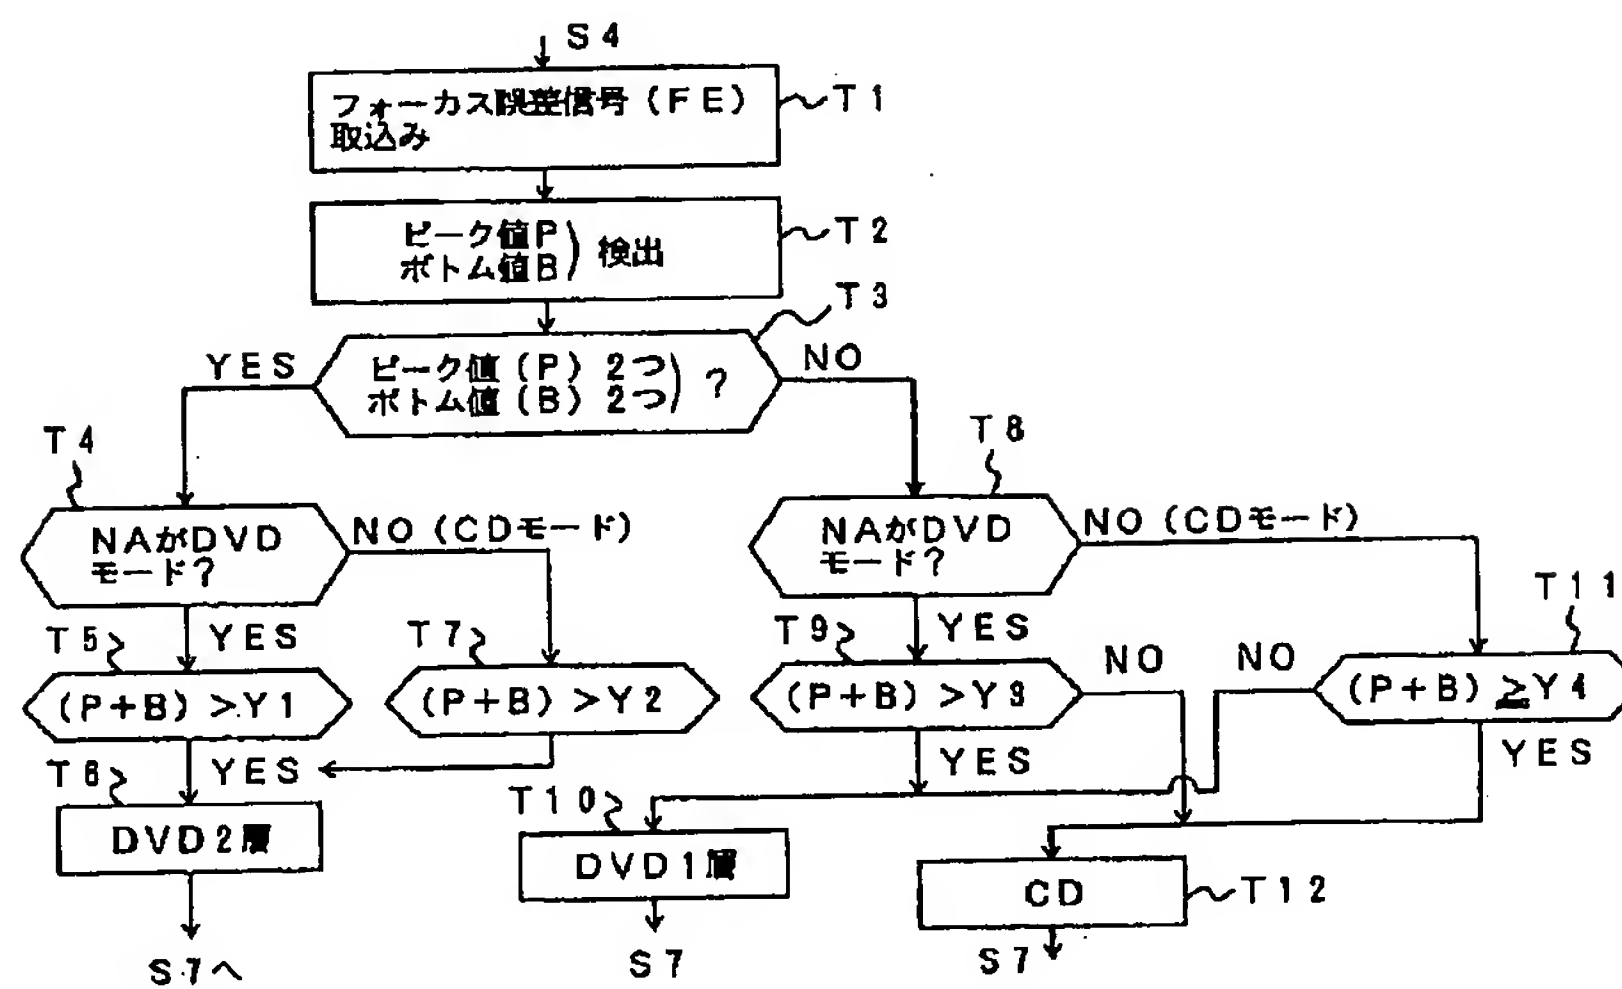 S4
フォーカス誤差信号(FE)
取込み
T1
ピーク値P
ボトム値B
) 検出
T2
T3
ピーク値(P)2つ
ボトム値(B)2つ
) ?
YES
NO
T4
T8
NAがDVD
モード?
NO(CDモード)
NAがDVD
モード?
NO(CDモード)
T5
YES
T7
T9
YES
NO
NO
T11
(P+B)>Y1
(P+B)>Y2
(P+B)>Y3
(P+B)≧Y4
T6
YES
T10
YES
YES
DVD2層
DVD1層
CD
T12
S7へ
S7
S7